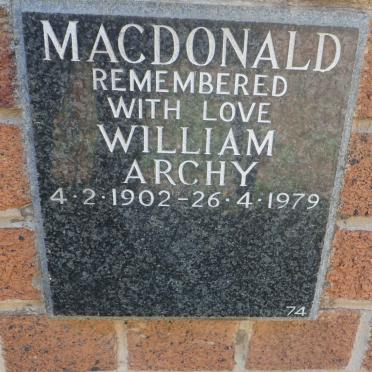 MACDONALD
REMEMBERED
WITH LOVE
WILLIAM
ARCHY
4·2·1902–26·4·1979
74